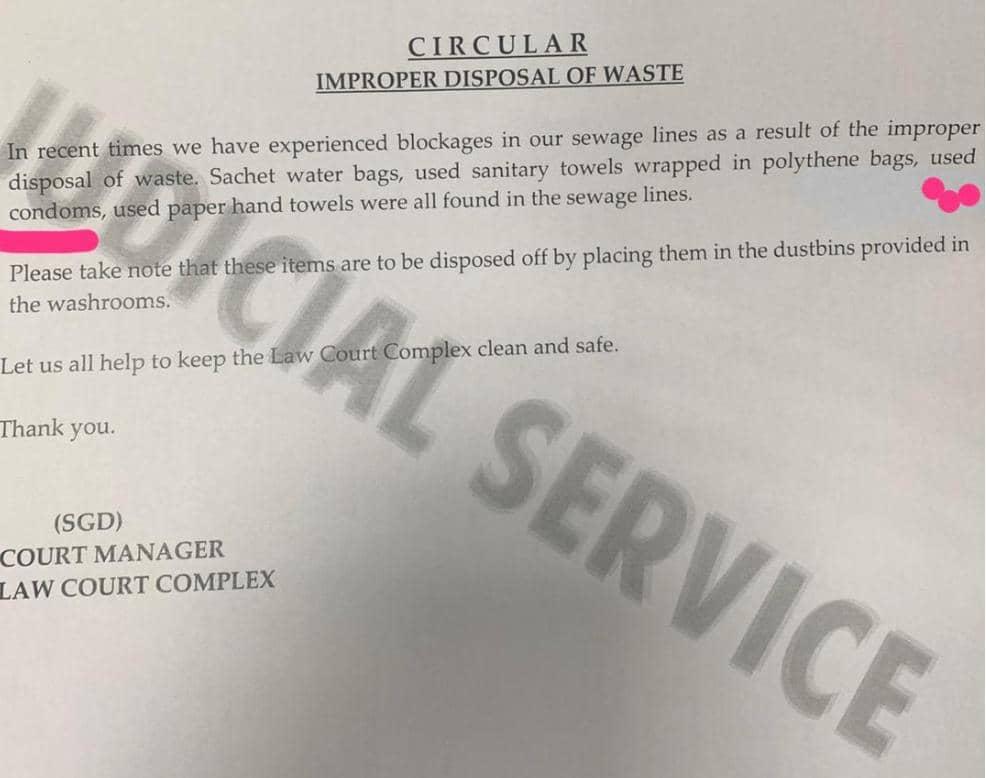 CIRCULAR
IMPROPER DISPOSAL OF WASTE
In recent times we have experienced blockages in our sewage lines as a result of the improper
disposal of waste. Sachet water bags, used sanitary towels wrapped in polythene bags, used
condoms, used paper hand towels were all found in the sewage lines.
Please take note that these items are to be disposed off by placing them in the dustbins provided in
the washrooms.
Let us all help to keep the Law Court Complex clean and safe.
Thank you.
(SGD)
COURT MANAGER
LAW COURT COMPLEX
JUDICIAL SERVICE